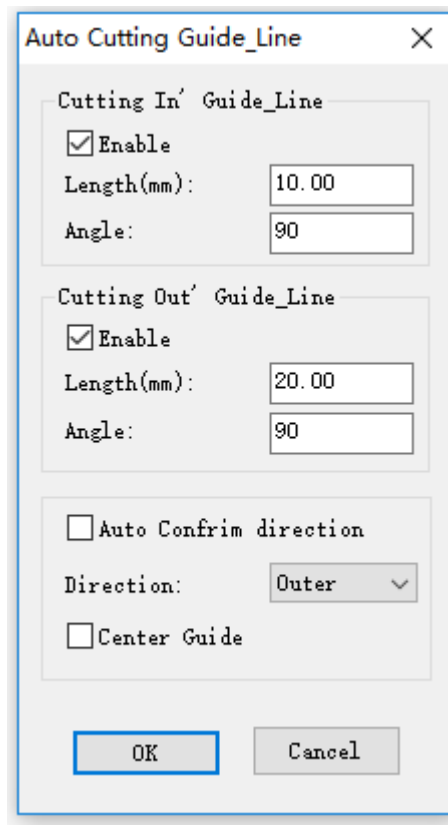 Auto Cutting Guide_Line
Cutting In' Guide_Line
Enable
Length(mm): 10.00
Angle: 90
Cutting Out' Guide_Line
Enable
Length(mm): 20.00
Angle: 90
Auto Confrim direction
Direction: Outer
Center Guide
OK Cancel